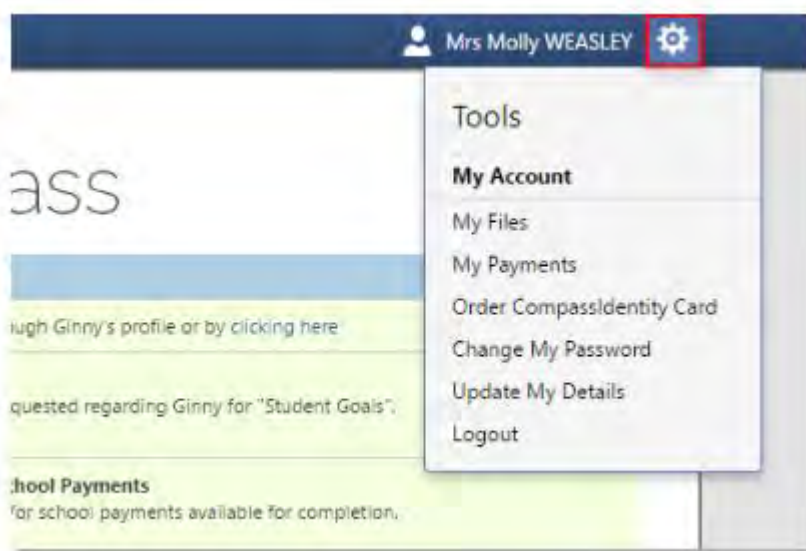 Mrs Molly WEASLEY
Tools
My Account
My Files
My Payments
Order CompassIdentity Card
Change My Password
Update My Details
Logout
ass
ugh Ginny's profile or by clicking here
quested regarding Ginny for "Student Goals".
hool Payments
for school payments available for completion.